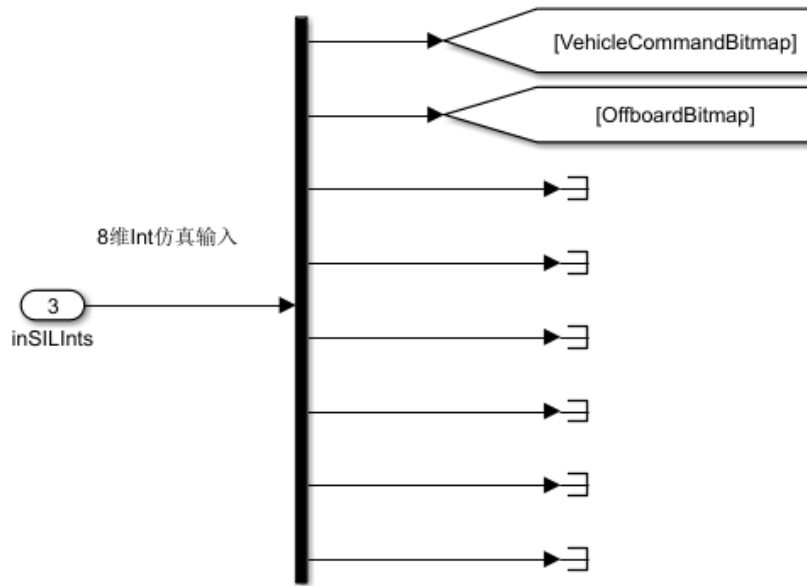 [VehicleCommandBitmap]
[OffboardBitmap]
8维Int仿真输入
3
inSILInts